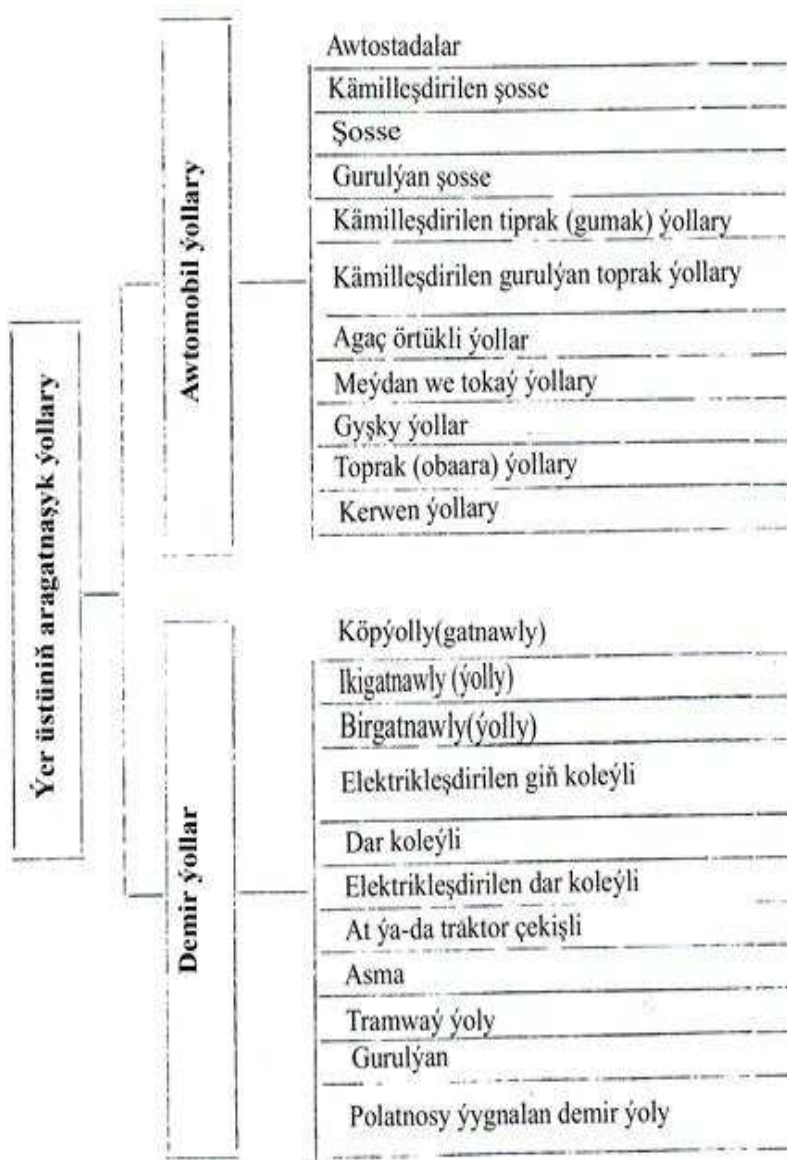 Ýer üstüniň aragatnaşyk ýollary
Awtomobil ýollary
Awtostadalar
Kämilleşdirilen şosse
Şosse
Gurulýan şosse
Kämilleşdirilen tiprak (gumak) ýollary
Kämilleşdirilen gurulýan toprak ýollary
Agaç örtükli ýollar
Meýdan we tokaý ýollary
Gyşky ýollar
Toprak (obaara) ýollary
Kerwen ýollary
Demir ýollar
Köpýolly(gatnawly)
Ikigatnawly (ýolly)
Birgatnawly(ýolly)
Elektrikleşdirilen giň koleýli
Dar koleýli
Elektrikleşdirilen dar koleýli
At ýa-da traktor çekişli
Asma
Tramwaý ýoly
Gurulýan
Polatnosy ýygnalan demir ýoly